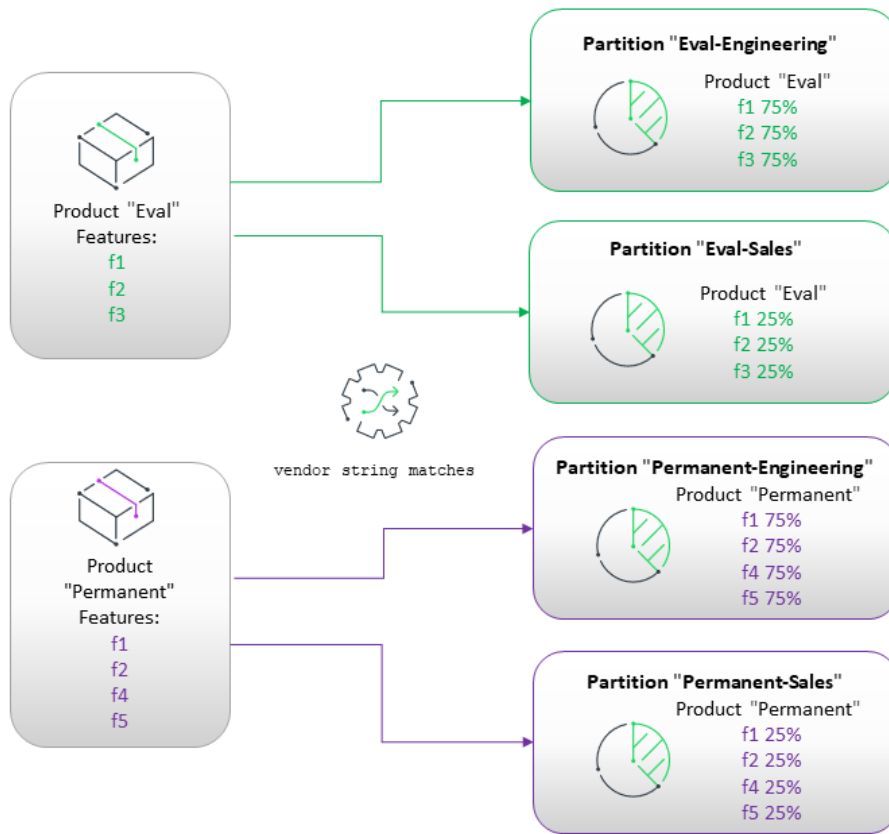 Product "Eval"
Features:
f1
f2
f3
Partition "Eval-Engineering"
Product "Eval"
f1 75%
f2 75%
f3 75%
Partition "Eval-Sales"
Product "Eval"
f1 25%
f2 25%
f3 25%
vendor string matches
Product
"Permanent"
Features:
f1
f2
f4
f5
Partition "Permanent-Engineering"
Product "Permanent"
f1 75%
f2 75%
f4 75%
f5 75%
Partition "Permanent-Sales"
Product "Permanent"
f1 25%
f2 25%
f4 25%
f5 25%